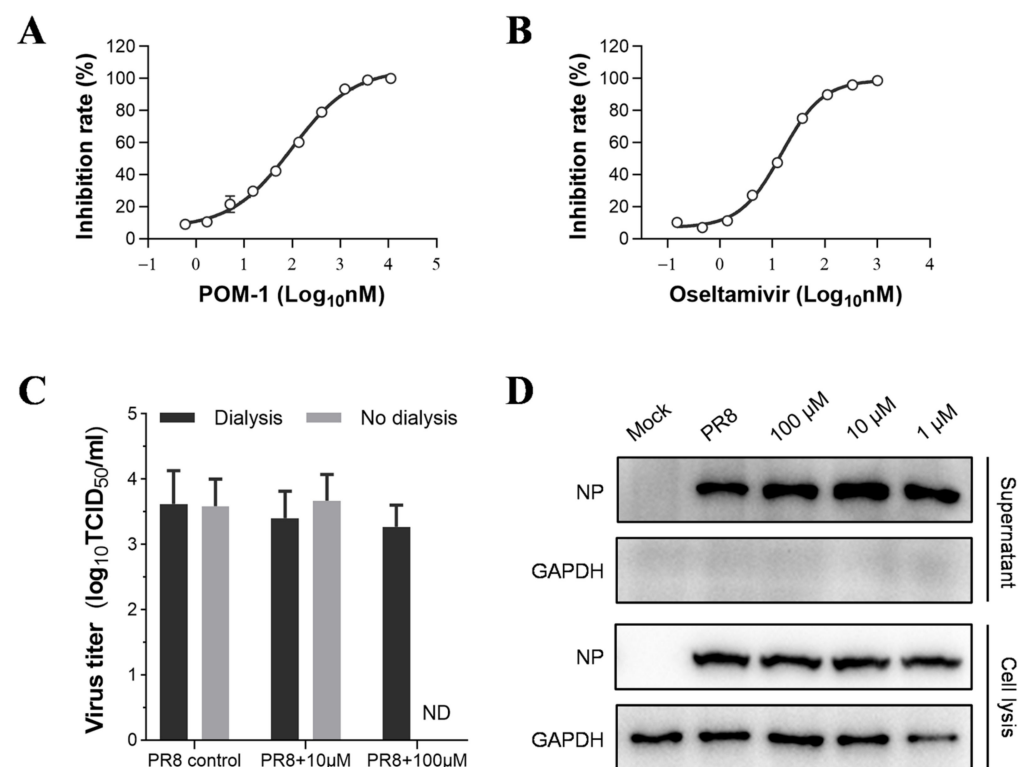 A
Inhibition rate (%)
120
100
80
60
40
20
0
−1 0 1 2 3 4 5
POM-1 (Log10nM)
B
Inhibition rate (%)
120
100
80
60
40
20
0
−1 0 1 2 3 4
Oseltamivir (Log10nM)
C
Virus titer (log10TCID50/ml)
Dialysis No dialysis
5
4
3
2
1
0
ND
PR8 control PR8+10μM PR8+100μM
D
Mock PR8 100 μM 10 μM 1 μM
NP
GAPDH
Supernatant
NP
GAPDH
Cell lysis